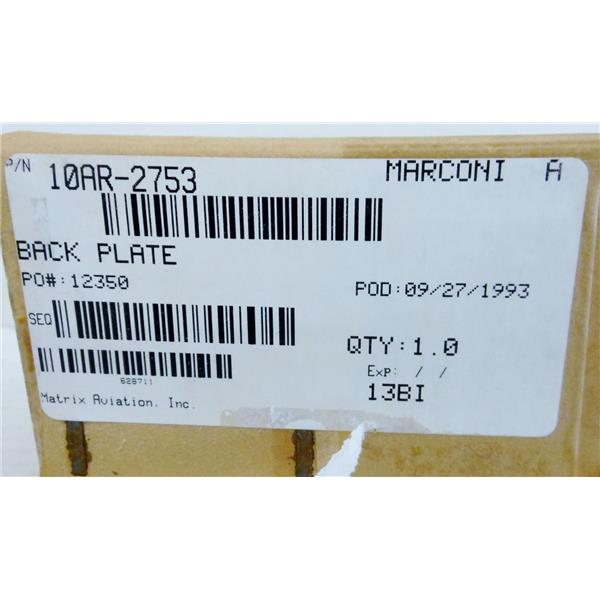 P/N 10AR-2753 MARCONI A
BACK PLATE
PO#:12350 POD:09/27/1993
SEQ
QTY:1.0
Exp: / /
628711
13BI
Matrix Aviation, Inc.